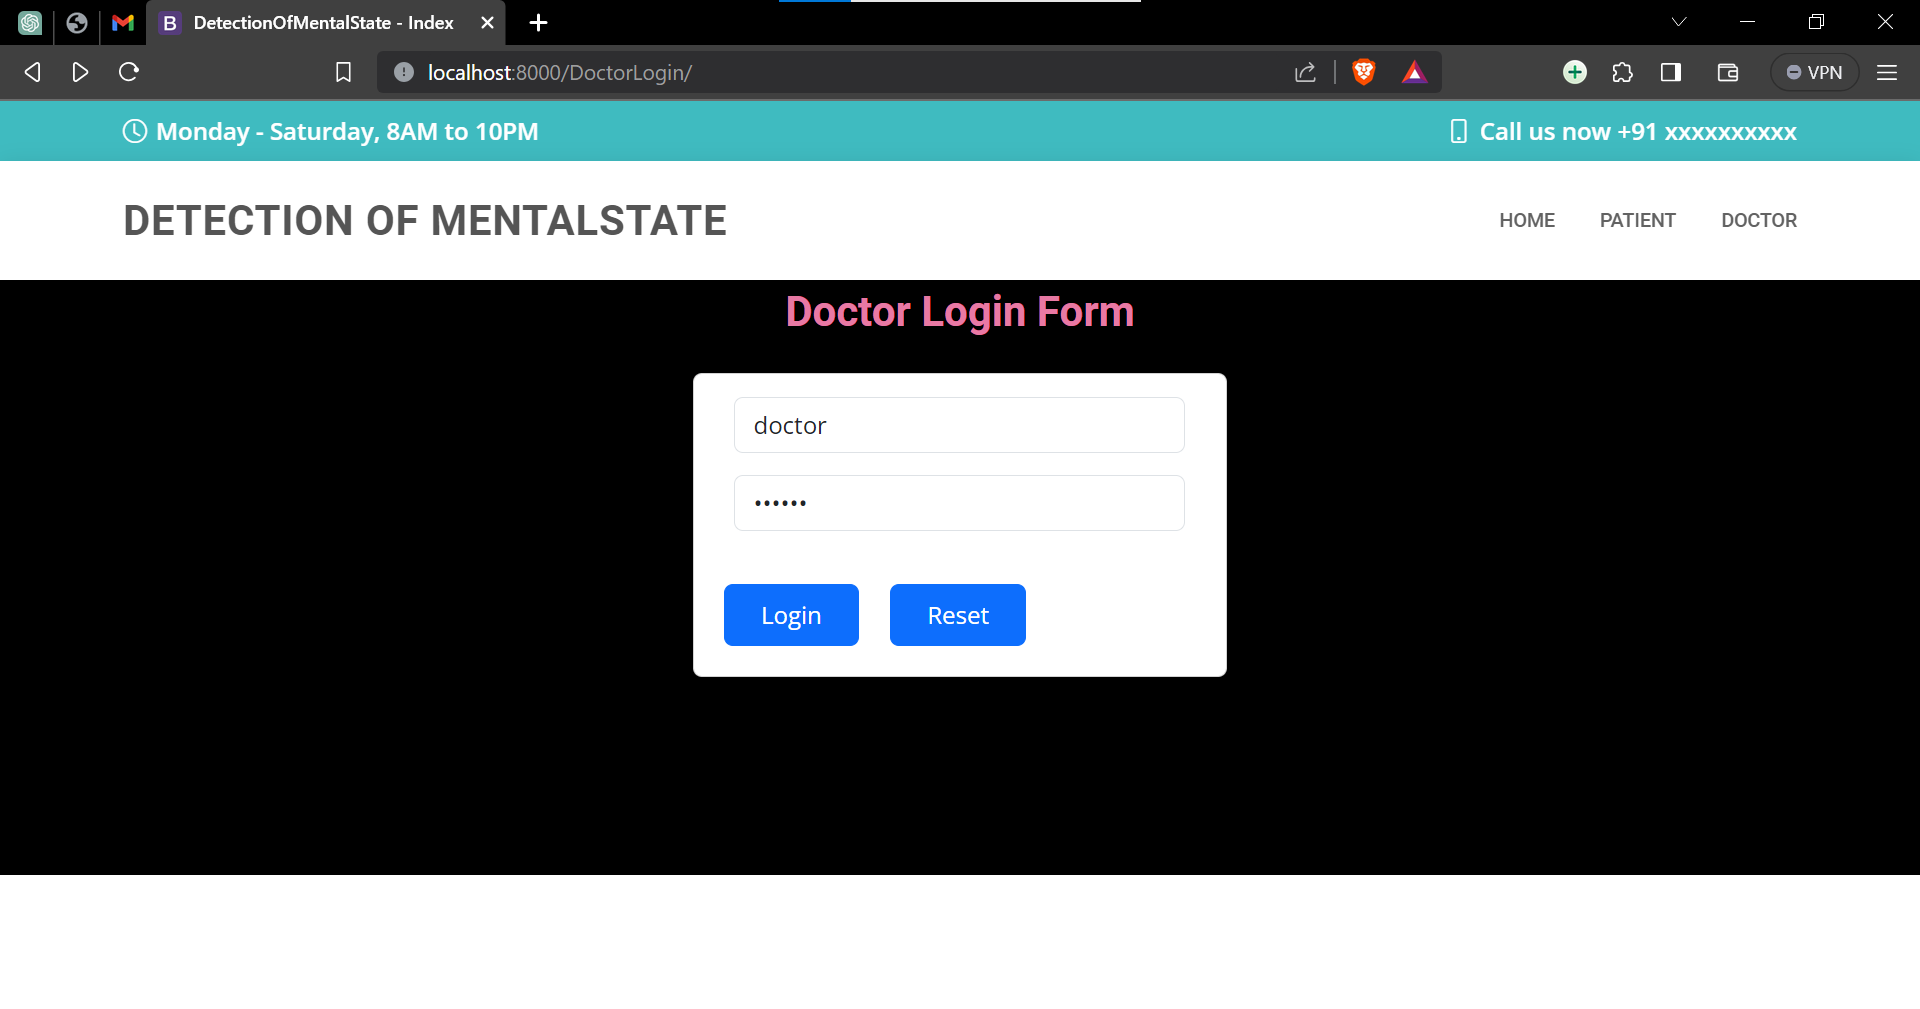 DetectionOfMentalState - Index
localhost:8000/DoctorLogin/
VPN
Monday - Saturday, 8AM to 10PM
Call us now +91 xxxxxxxxxx
DETECTION OF MENTALSTATE
HOME PATIENT DOCTOR
Doctor Login Form
doctor
••••••
Login Reset